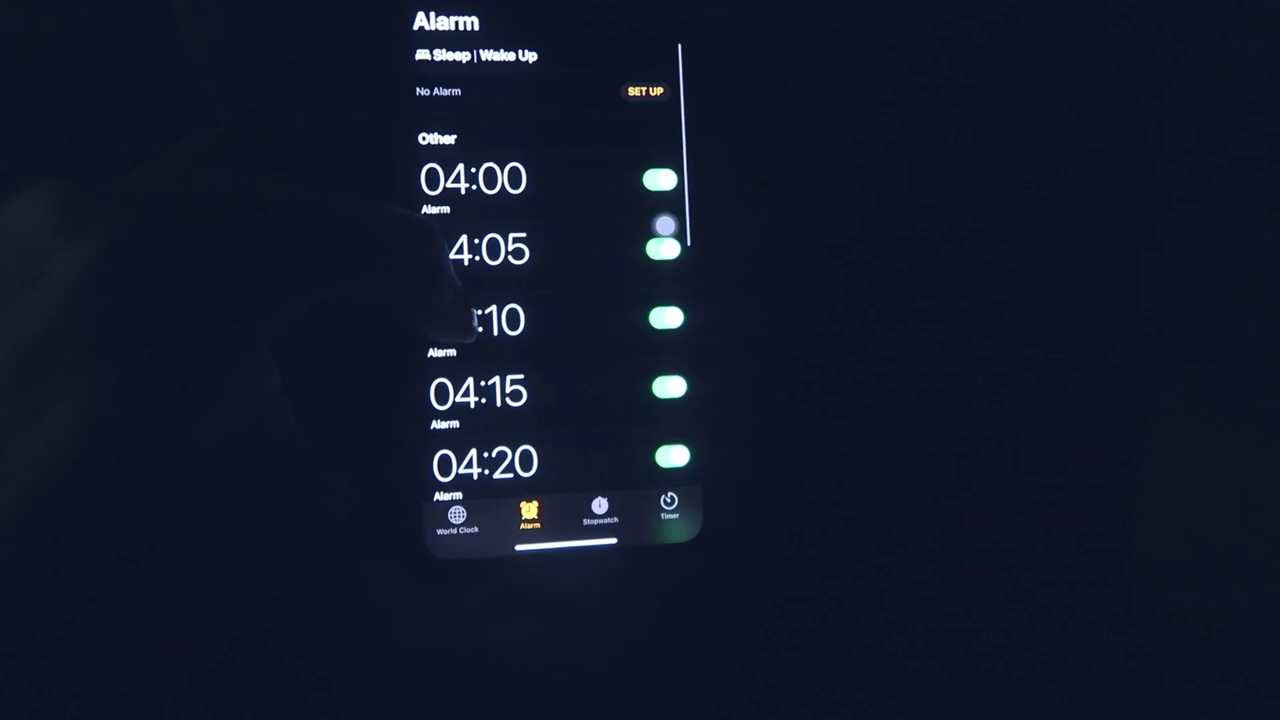 Alarm
Sleep | Wake Up
No Alarm SET UP
Other
04:00
Alarm
4:05
:10
Alarm
04:15
Alarm
04:20
Alarm
World Clock Alarm Stopwatch Timer